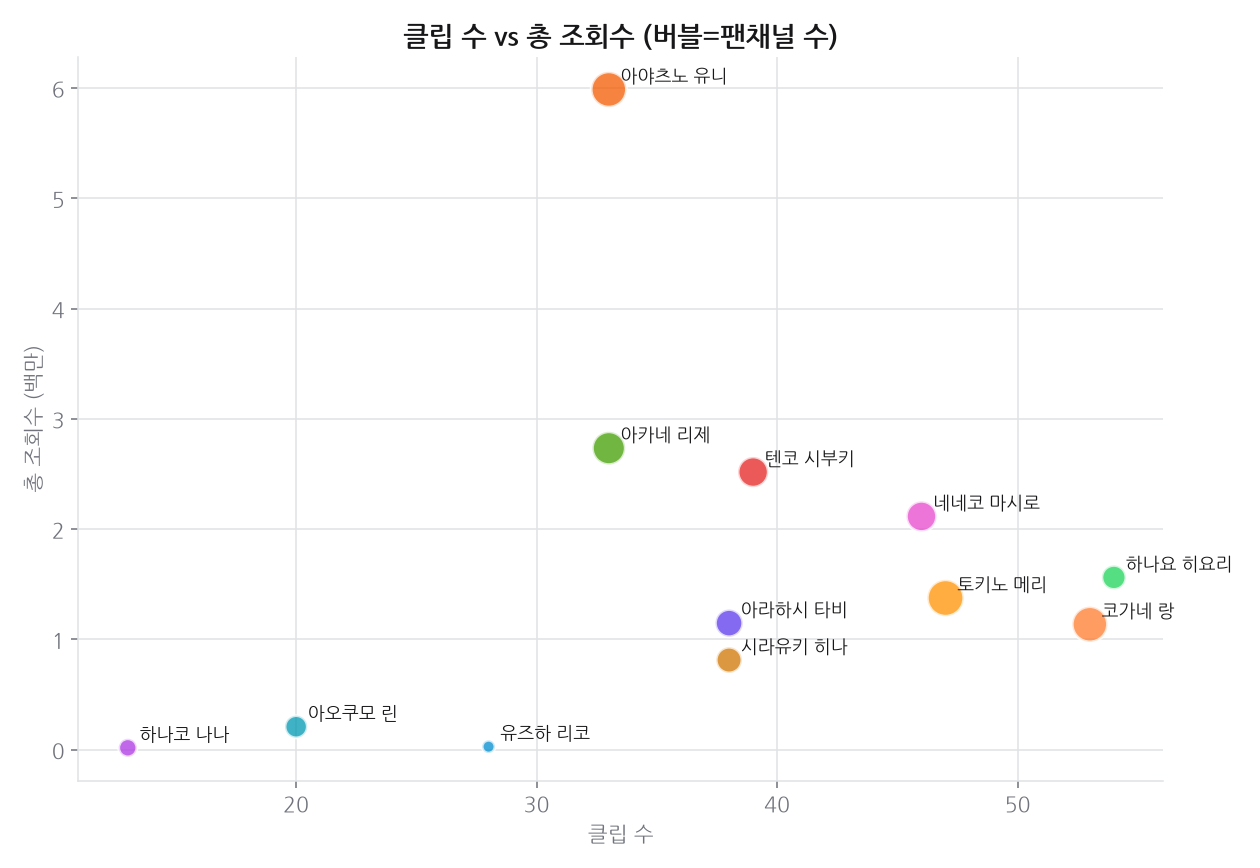 클립 수 vs 총 조회수 (버블=팬채널 수)
아야츠노 유니
아카네 리제
텐코 시부키
네네코 마시로
하나요 히요리
토키노 메리
코가네 랑
아라하시 타비
시라유키 히나
아오쿠모 린
하나코 나나
유즈하 리코
총 조회수 (백만)
6
5
4
3
2
1
0
20
30
40
50
클립 수